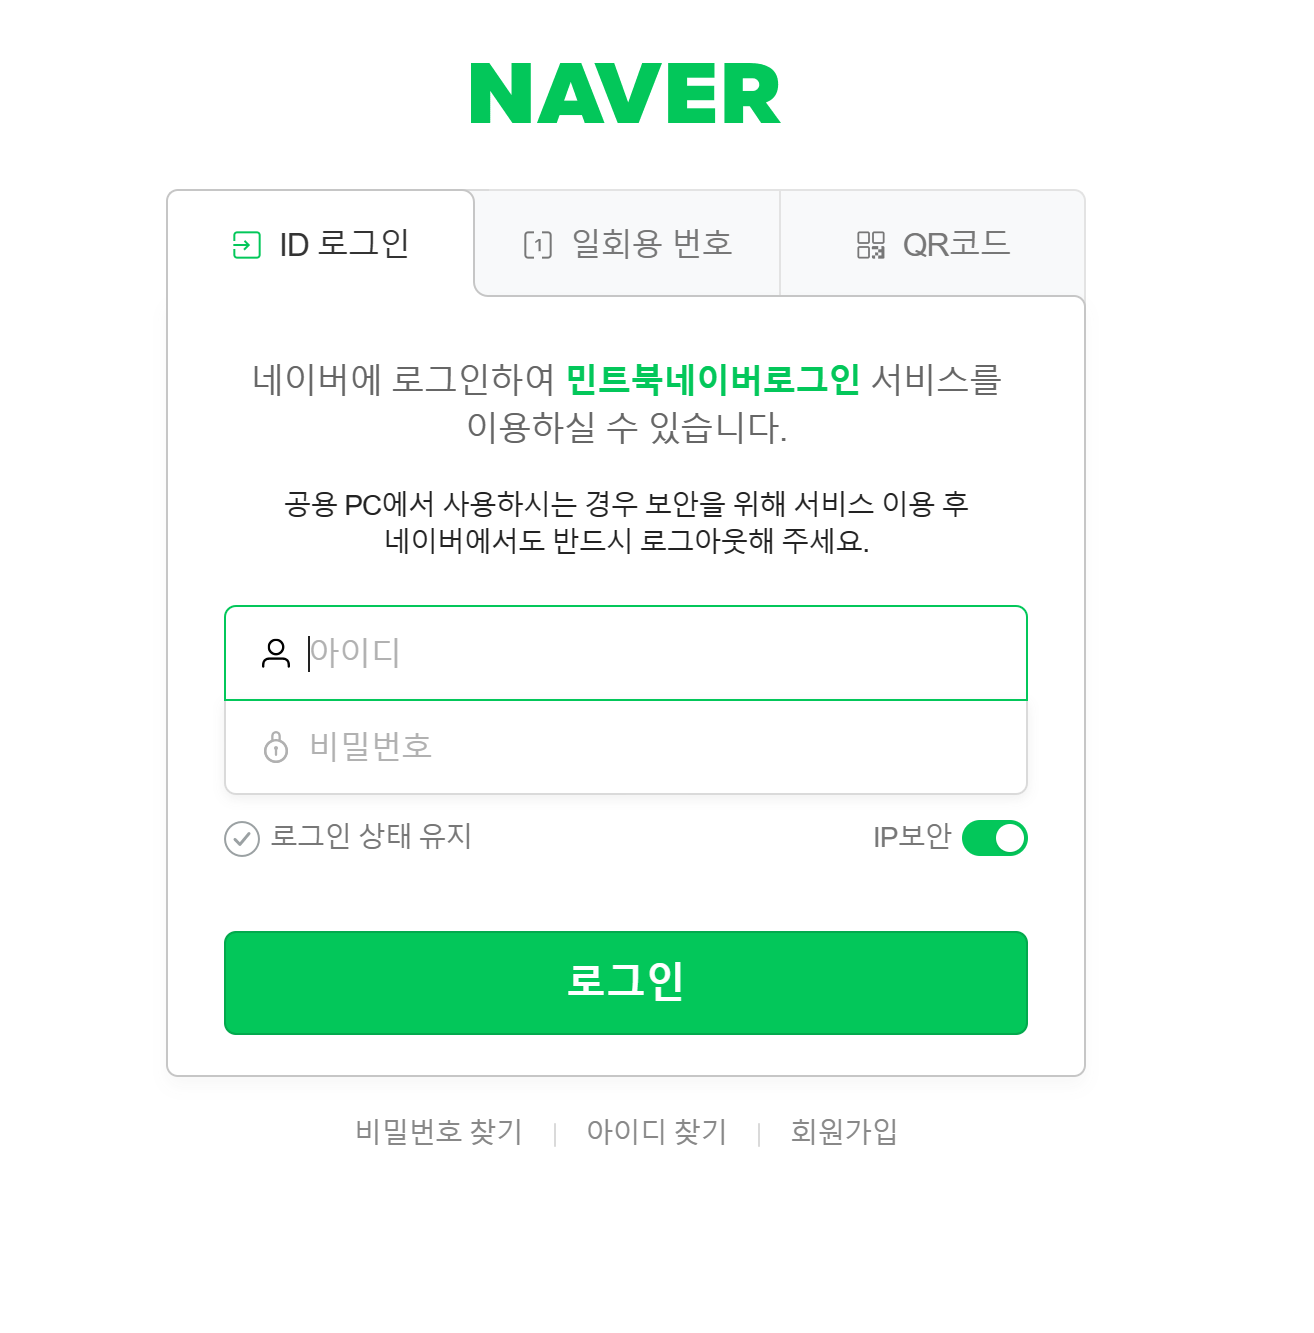 NAVER
ID 로그인
1 일회용 번호
QR코드
네이버에 로그인하여 민트북네이버로그인 서비스를
이용하실 수 있습니다.
공용 PC에서 사용하시는 경우 보안을 위해 서비스 이용 후
네이버에서도 반드시 로그아웃해 주세요.
아이디
비밀번호
로그인 상태 유지
IP보안
로그인
비밀번호 찾기
아이디 찾기
회원가입